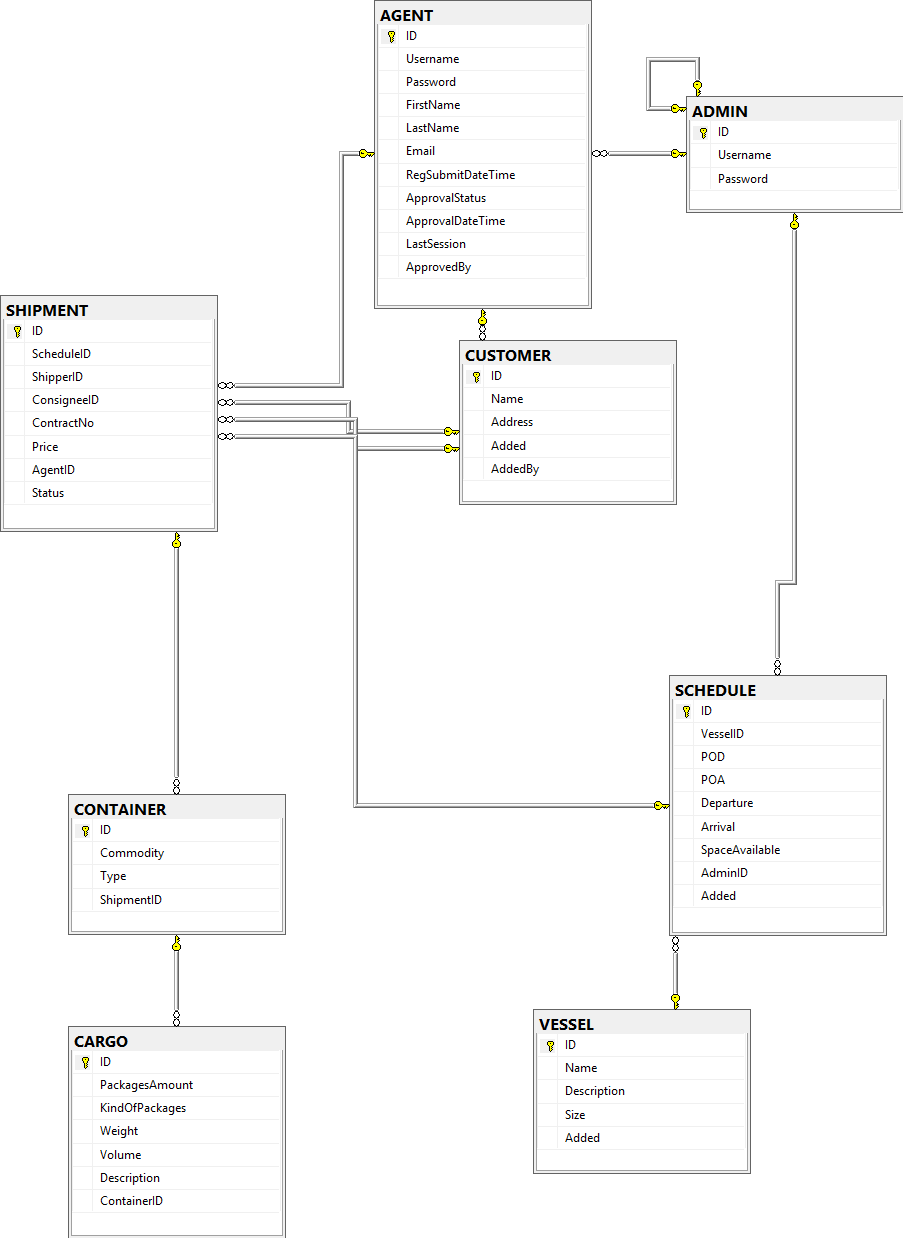 AGENT
ID
Username
Password
FirstName
LastName
Email
RegSubmitDateTime
ApprovalStatus
ApprovalDateTime
LastSession
ApprovedBy
ADMIN
ID
Username
Password
SHIPMENT
ID
ScheduleID
ShipperID
ConsigneeID
ContractNo
Price
AgentID
Status
CUSTOMER
ID
Name
Address
Added
AddedBy
SCHEDULE
ID
VesselID
POD
POA
Departure
Arrival
SpaceAvailable
AdminID
Added
CONTAINER
ID
Commodity
Type
ShipmentID
CARGO
ID
PackagesAmount
KindOfPackages
Weight
Volume
Description
ContainerID
VESSEL
ID
Name
Description
Size
Added